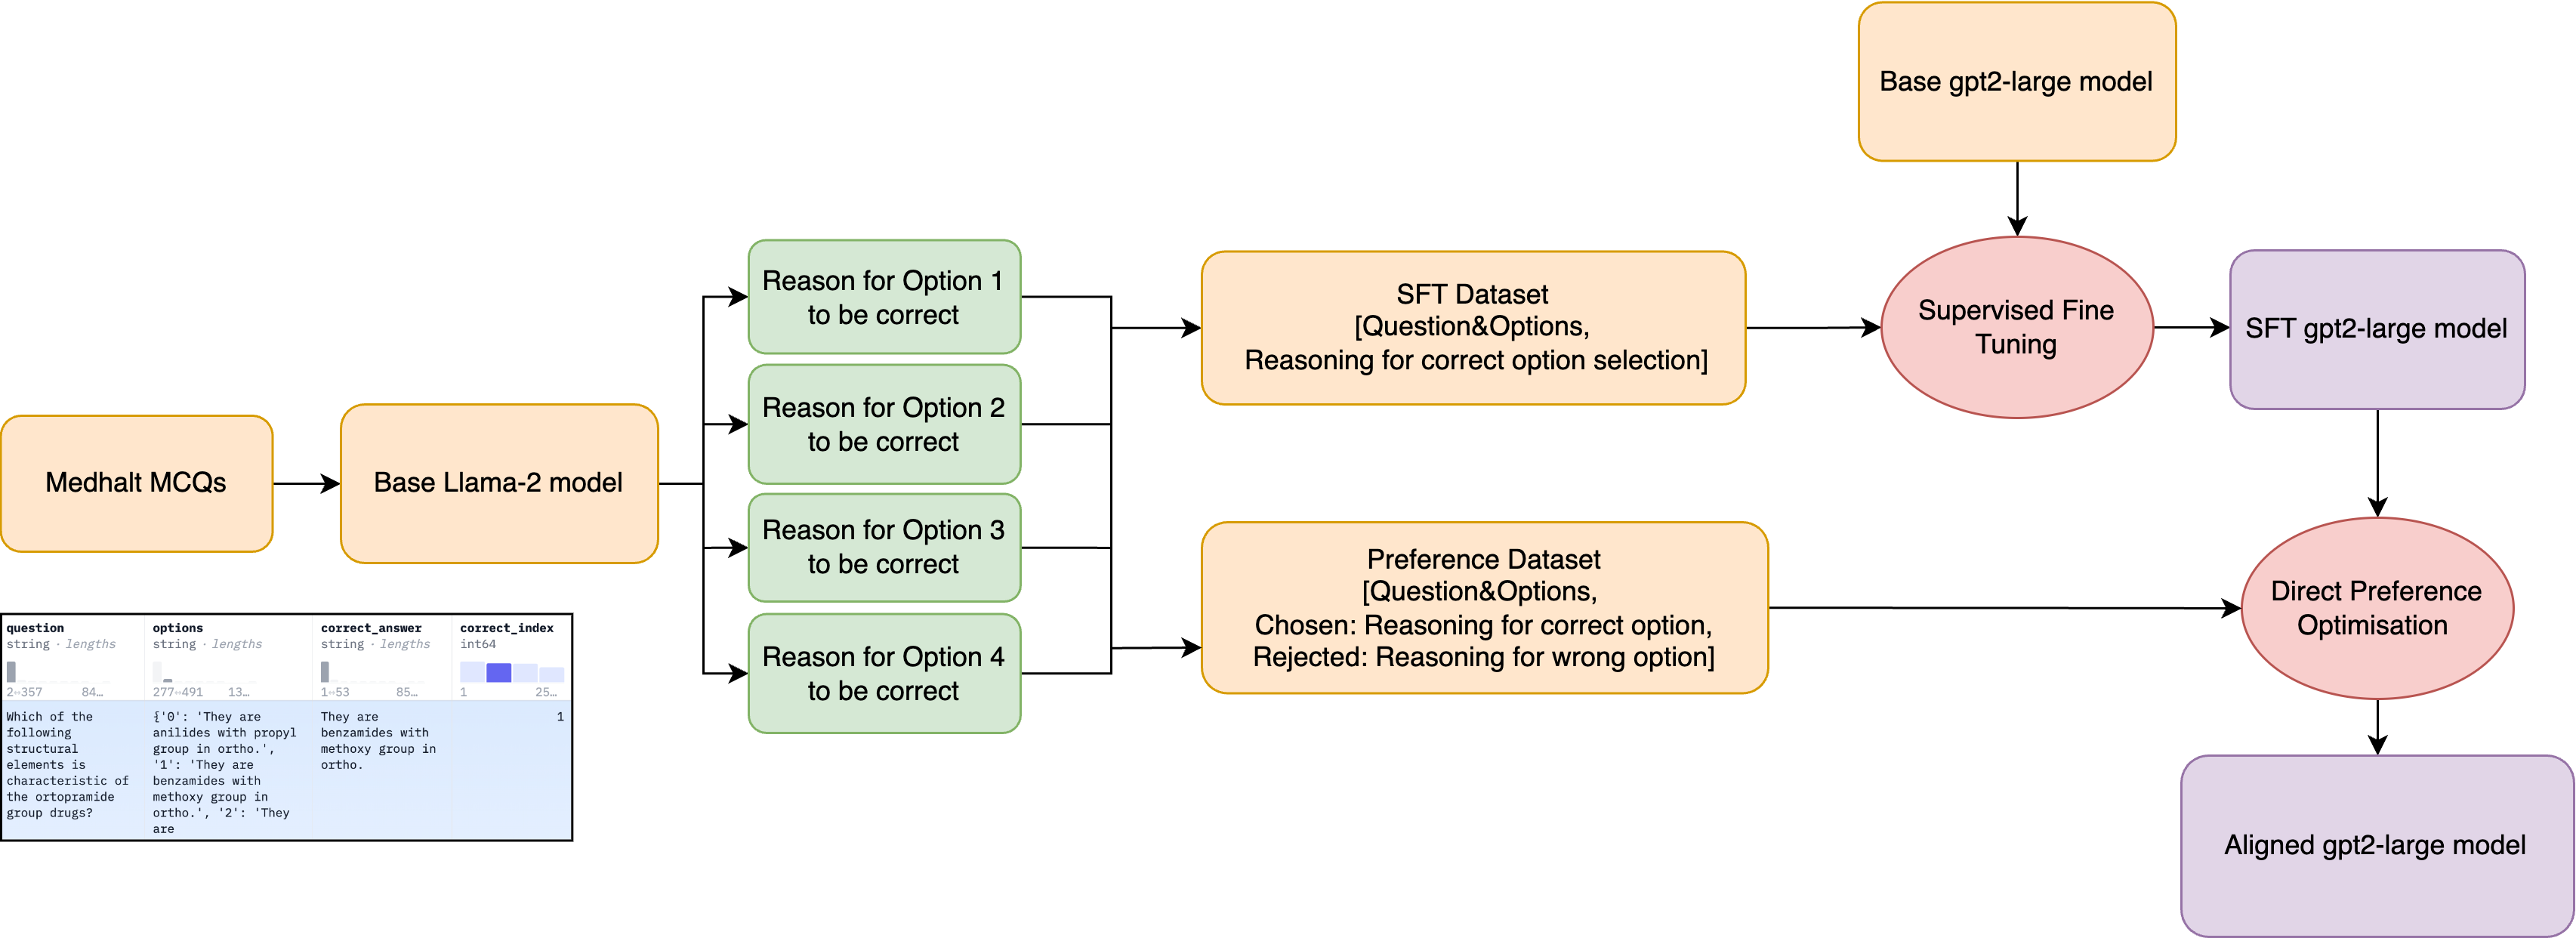 Base gpt2-large model
Reason for Option 1
to be correct
SFT Dataset
[Question&Options,
Reasoning for correct option selection]
Supervised Fine
Tuning
SFT gpt2-large model
Reason for Option 2
to be correct
Medhalt MCQs
Base Llama-2 model
Reason for Option 3
to be correct
Preference Dataset
[Question&Options,
Chosen: Reasoning for correct option,
Rejected: Reasoning for wrong option]
Direct Preference
Optimisation
Reason for Option 4
to be correct
Aligned gpt2-large model
question
string · lengths
2↔357 84…
Which of the
following
structural
elements is
characteristic of
the ortopramide
group drugs?
options
string · lengths
277↔491 13…
{'0': 'They are
anilides with propyl
group in ortho.',
'1': 'They are
benzamides with
methoxy group in
ortho.', '2': 'They
are
correct_answer
string · lengths
1↔53 85…
They are
benzamides with
methoxy group in
ortho.
correct_index
int64
1 25…
1